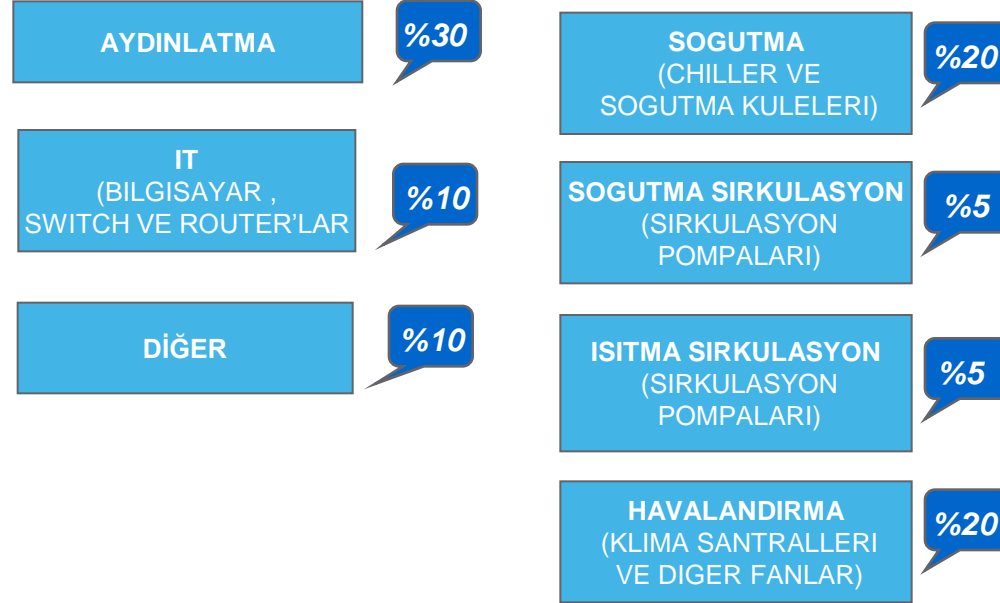 AYDINLATMA
%30
IT
(BILGISAYAR ,
SWITCH VE ROUTER’LAR
%10
DİĞER
%10
SOGUTMA
(CHILLER VE
SOGUTMA KULELERI)
%20
SOGUTMA SIRKULASYON
(SIRKULASYON
POMPALARI)
%5
ISITMA SIRKULASYON
(SIRKULASYON
POMPALARI)
%5
HAVALANDIRMA
(KLIMA SANTRALLERI
VE DIGER FANLAR)
%20